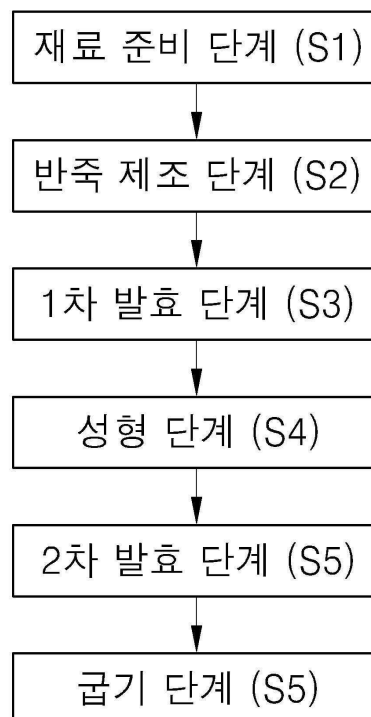 재료 준비 단계 (S1)
반죽 제조 단계 (S2)
1차 발효 단계 (S3)
성형 단계 (S4)
2차 발효 단계 (S5)
굽기 단계 (S5)